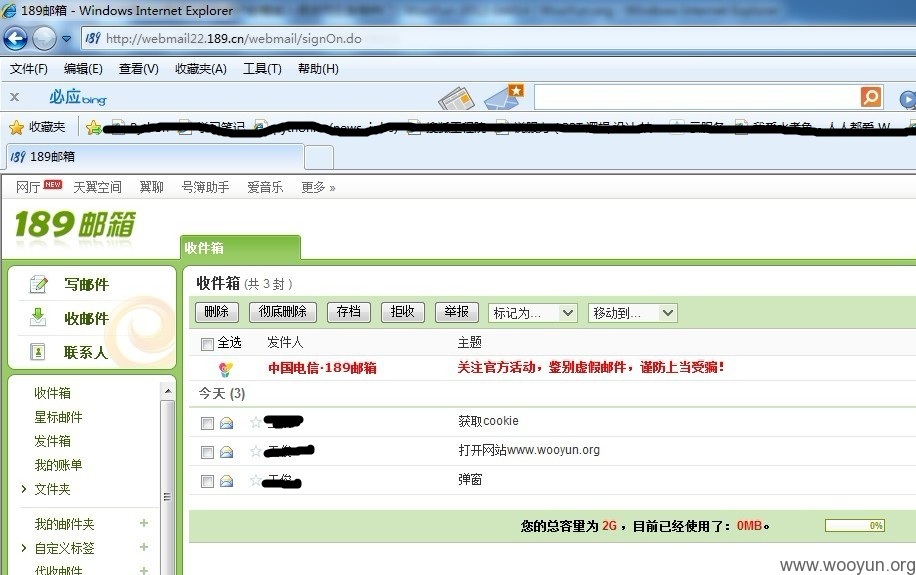 189邮箱 - Windows Internet Explorer
http://webmail22.189.cn/webmail/signOn.do
文件(F) 编辑(E) 查看(V) 收藏夹(A) 工具(T) 帮助(H)
x 必应bing
收藏夹
189邮箱
网厅 NEW 天翼空间 翼聊 号簿助手 爱音乐 更多 »
189邮箱
收件箱
写邮件
收邮件
联系人
收件箱 (共 3 封)
删除 彻底删除 存档 拒收 举报 标记为... 移动到...
全选 发件人 主题
中国电信·189邮箱 关注官方活动，鉴别虚假邮件，谨防上当受骗！
今天 (3)
获取cookie
打开网站www.wooyun.org
弹窗
收件箱
星标邮件
发件箱
我的账单
文件夹
我的邮件夹 +
自定义标签 +
代收邮件 +
您的总容量为 2G ，目前已经使用了：0MB。 0%
www.wooyun.org